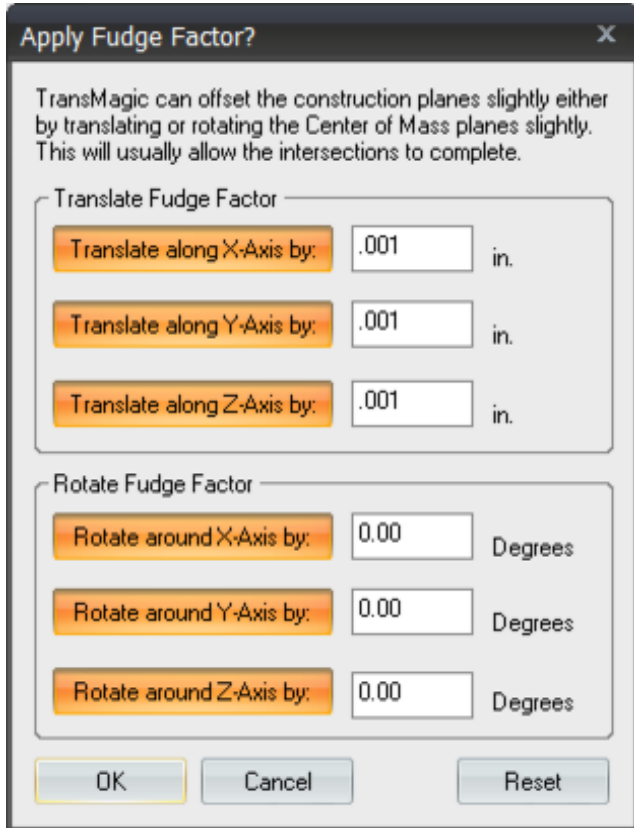 Apply Fudge Factor?
x
TransMagic can offset the construction planes slightly either
by translating or rotating the Center of Mass planes slightly.
This will usually allow the intersections to complete.
Translate Fudge Factor
Translate along X-Axis by: .001 in.
Translate along Y-Axis by: .001 in.
Translate along Z-Axis by: .001 in.
Rotate Fudge Factor
Rotate around X-Axis by: 0.00 Degrees
Rotate around Y-Axis by: 0.00 Degrees
Rotate around Z-Axis by: 0.00 Degrees
OK Cancel Reset